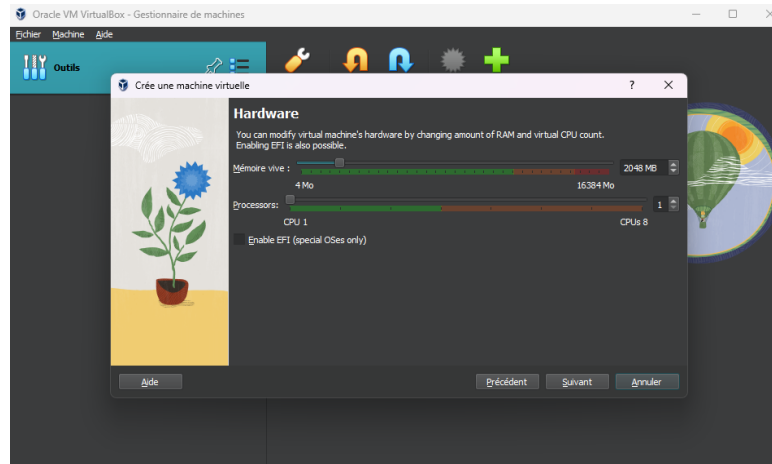 Oracle VM VirtualBox - Gestionnaire de machines
Fichier Machine Aide
Outils
Crée une machine virtuelle
Hardware
You can modify virtual machine's hardware by changing amount of RAM and virtual CPU count.
Enabling EFI is also possible.
Mémoire vive : 2048 MB
4 Mo 16384 Mo
Processors: 1
CPU 1 CPUs 8
Enable EFI (special OSes only)
Aide Précédent Suivant Annuler